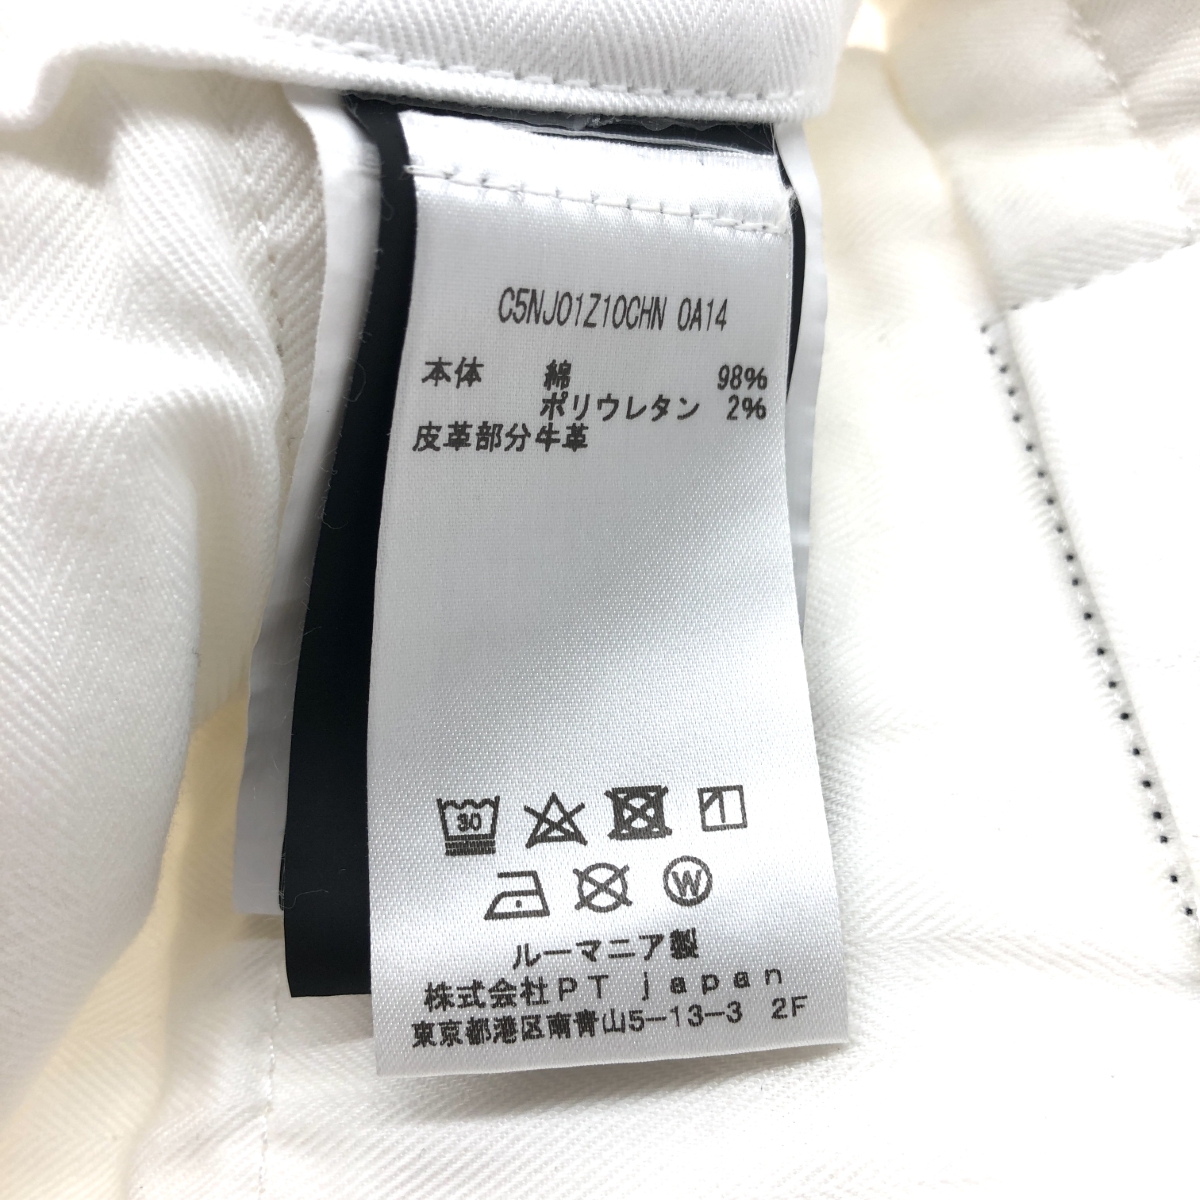 C5NJ01Z10CHN 0A14
本体 綿 98%
ポリウレタン 2%
皮革部分牛革
30
W
ルーマニア製
株式会社PT japan
東京都港区南青山5-13-3 2F